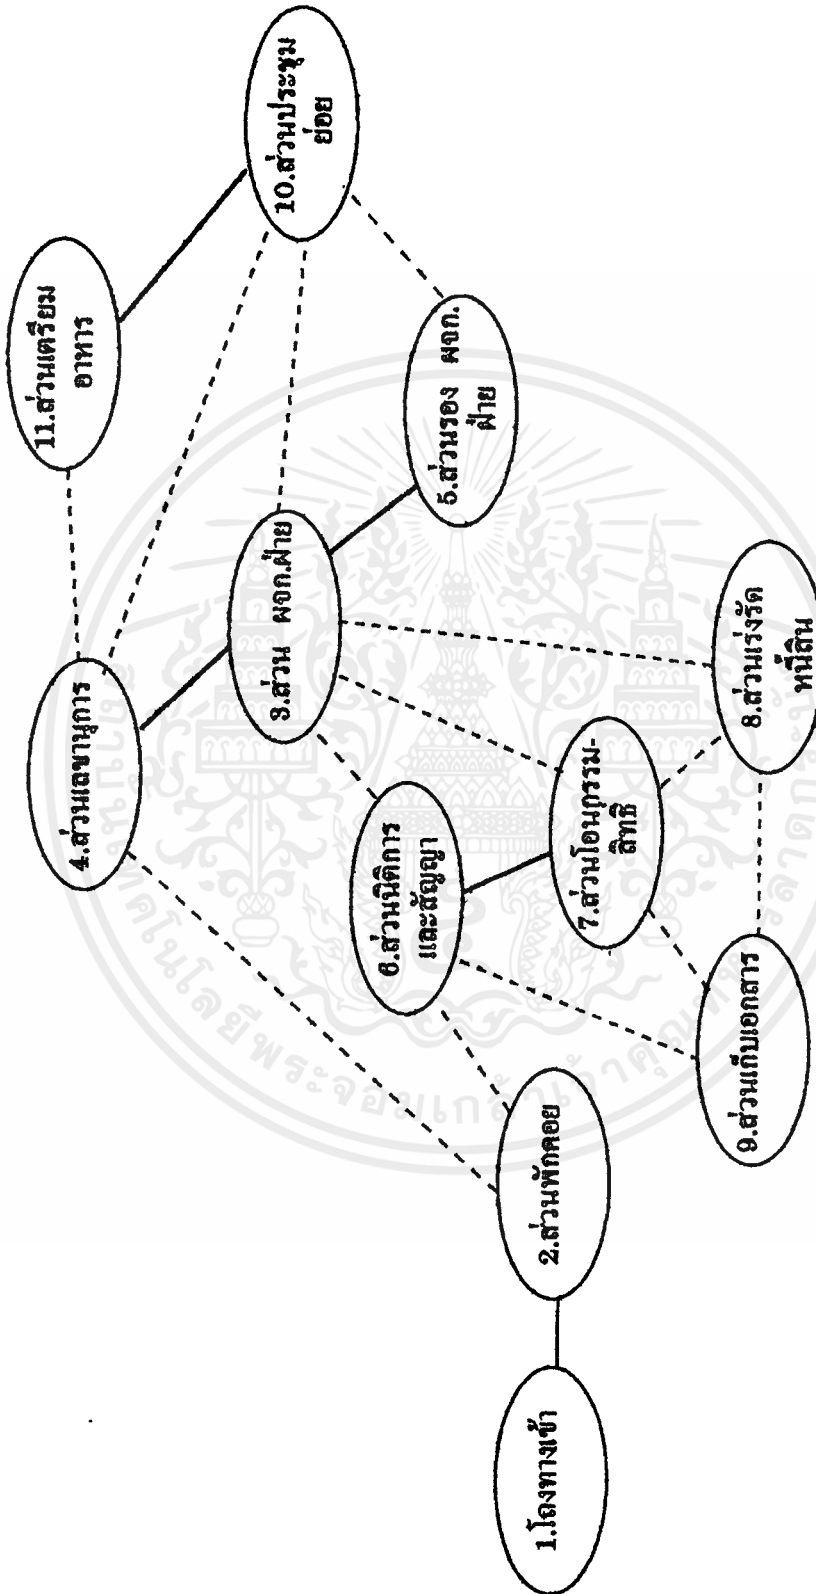 1.โถงทางเข้า
2.ส่วนพักคอย
3.ส่วน ผจก.ฝ่าย
4.ส่วนเลขานุการ
5.ส่วนรอง ผจก.
ฝ่าย
6.ส่วนนิติการ
และสัญญา
7.ส่วนโอนกรรม-
สิทธิ
8.ส่วนเร่งรัด
หนี้สิน
9.ส่วนเก็บเอกสาร
10.ส่วนประชุม
ย่อย
11.ส่วนเตรียม
อาหาร